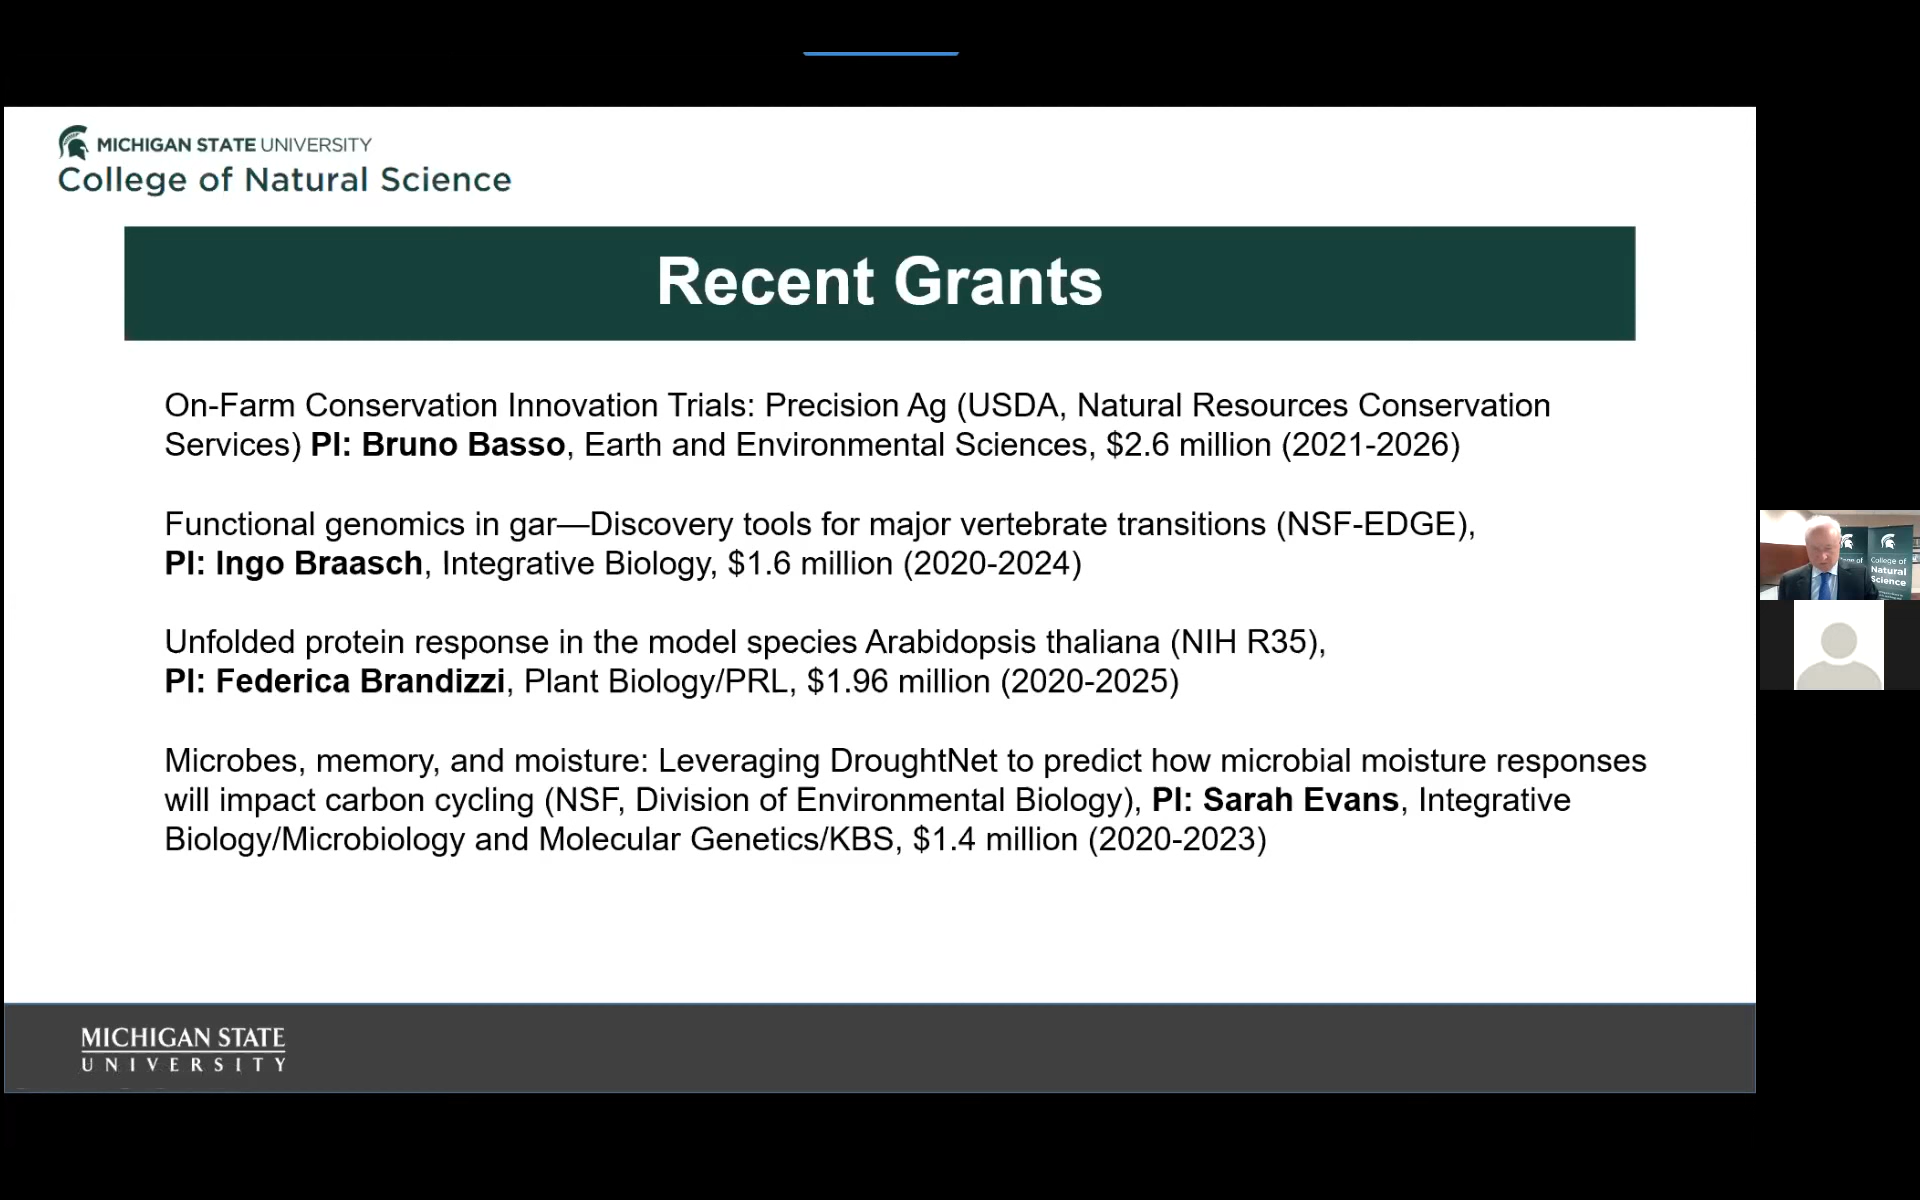 MICHIGAN STATE UNIVERSITY
College of Natural Science
Recent Grants
On-Farm Conservation Innovation Trials: Precision Ag (USDA, Natural Resources Conservation
Services) PI: Bruno Basso, Earth and Environmental Sciences, $2.6 million (2021-2026)
Functional genomics in gar—Discovery tools for major vertebrate transitions (NSF-EDGE),
PI: Ingo Braasch, Integrative Biology, $1.6 million (2020-2024)
Unfolded protein response in the model species Arabidopsis thaliana (NIH R35),
PI: Federica Brandizzi, Plant Biology/PRL, $1.96 million (2020-2025)
Microbes, memory, and moisture: Leveraging DroughtNet to predict how microbial moisture responses
will impact carbon cycling (NSF, Division of Environmental Biology), PI: Sarah Evans, Integrative
Biology/Microbiology and Molecular Genetics/KBS, $1.4 million (2020-2023)
MICHIGAN STATE
UNIVERSITY
College of
Natural
Science